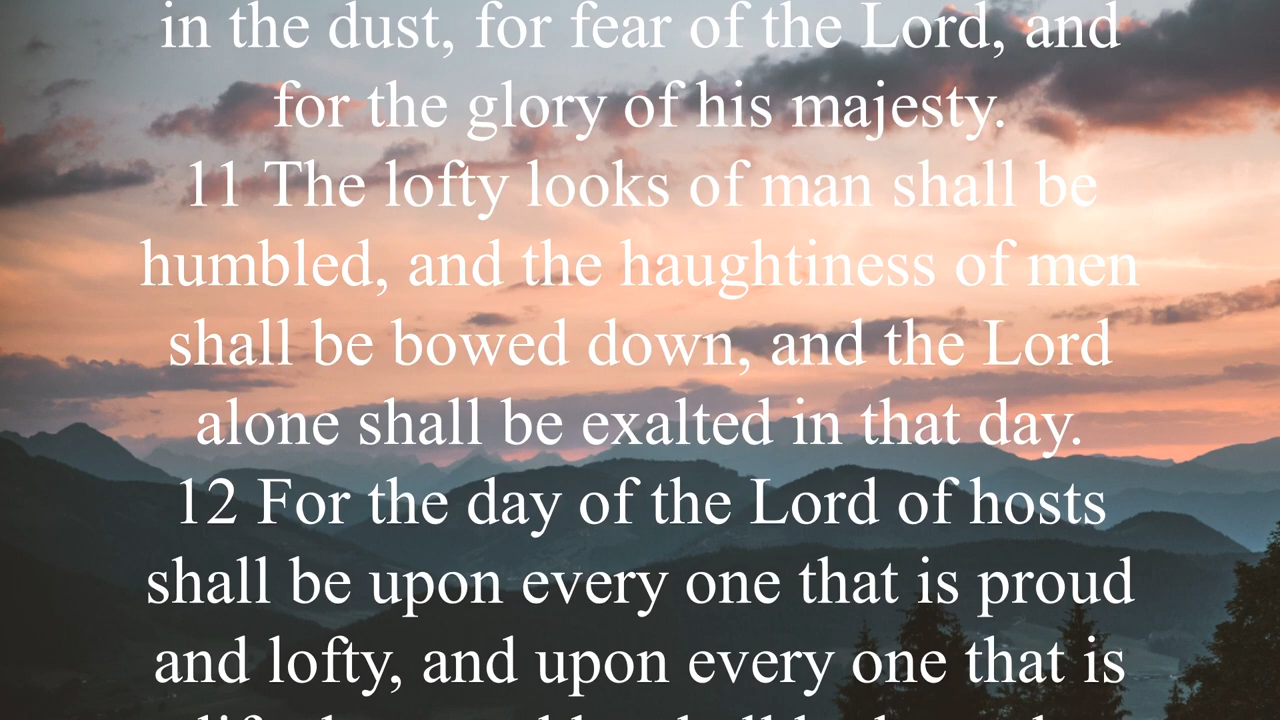 in the dust, for fear of the Lord, and
for the glory of his majesty.
11 The lofty looks of man shall be
humbled, and the haughtiness of men
shall be bowed down, and the Lord
alone shall be exalted in that day.
12 For the day of the Lord of hosts
shall be upon every one that is proud
and lofty, and upon every one that is